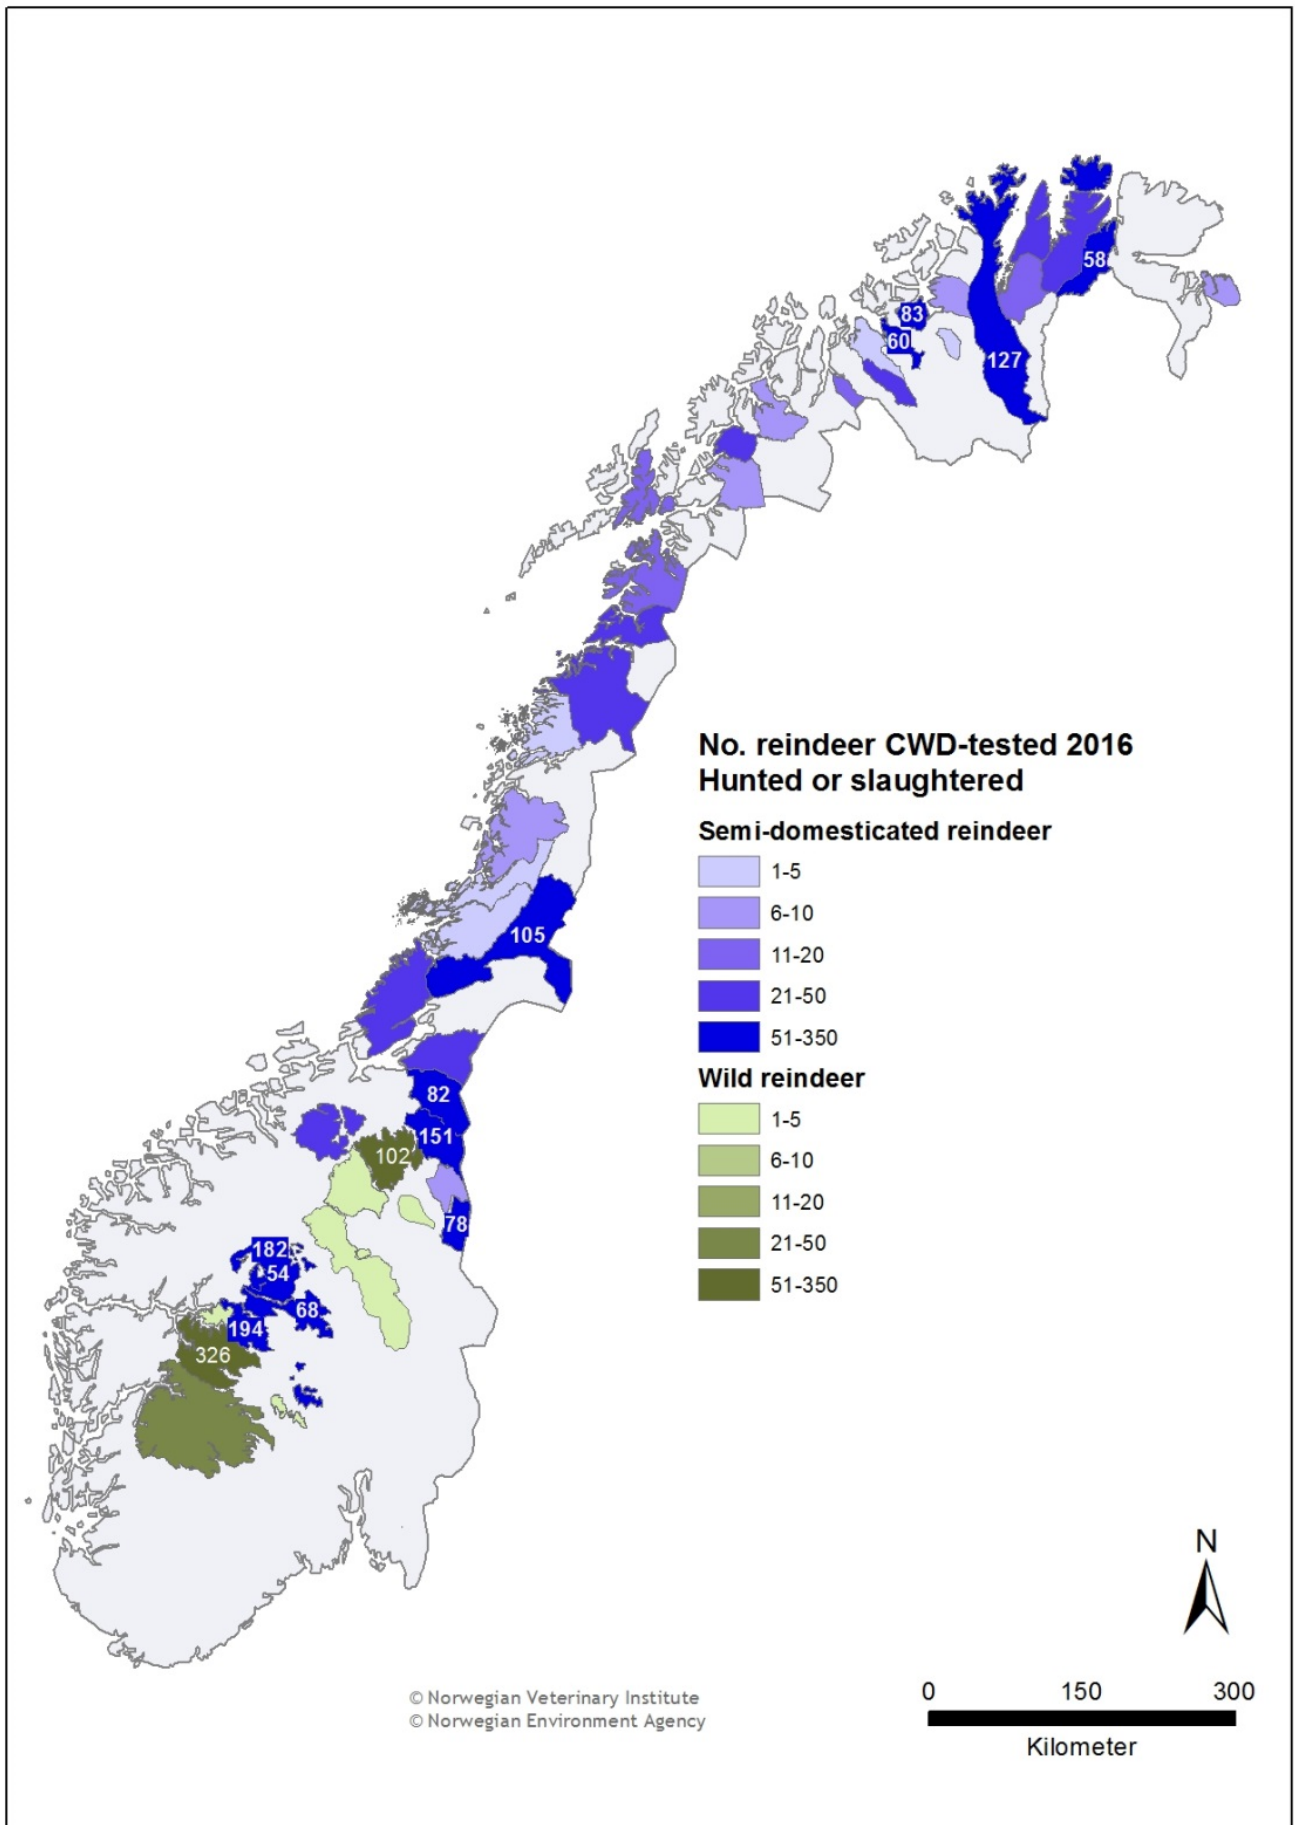 58
83
60
127
No. reindeer CWD-tested 2016
Hunted or slaughtered
Semi-domesticated reindeer
1-5
6-10
11-20
21-50
51-350
Wild reindeer
1-5
6-10
11-20
21-50
51-350
105
82
151
102
78
182
54
68
194
326
N
© Norwegian Veterinary Institute
© Norwegian Environment Agency
0 150 300
Kilometer